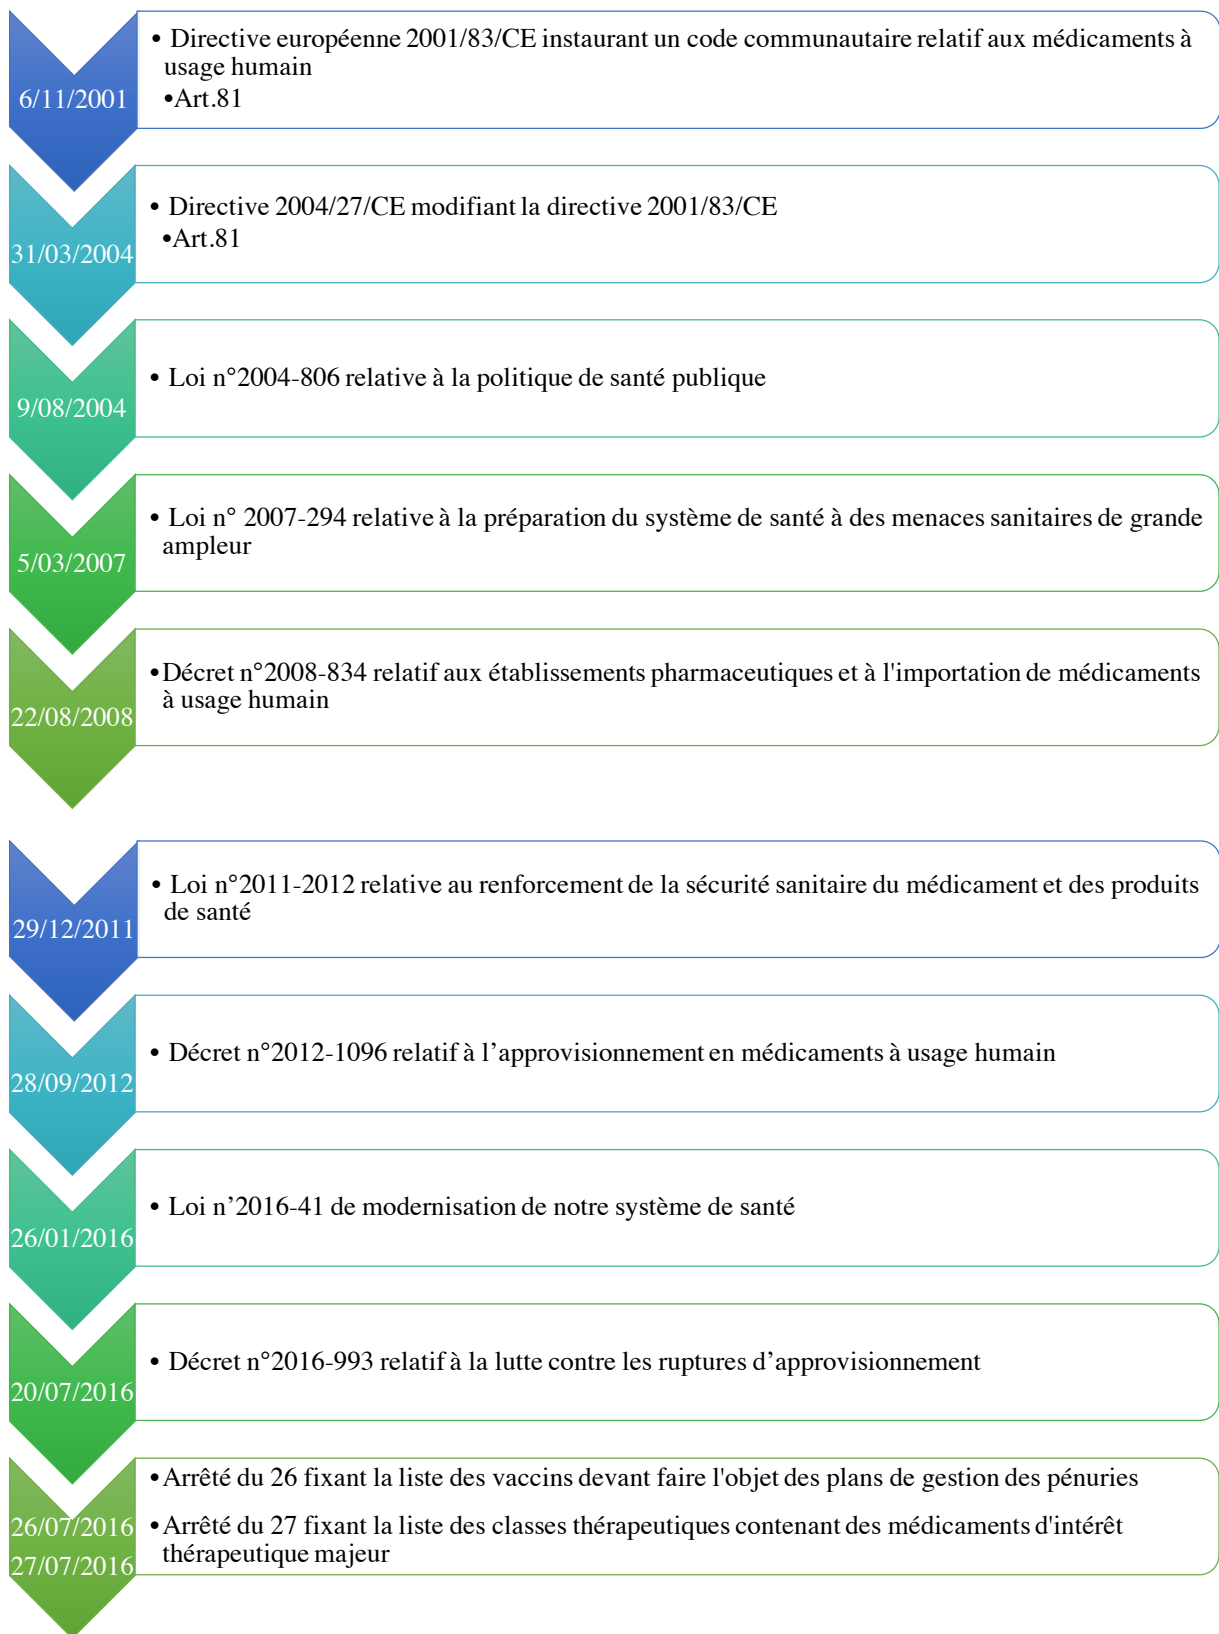 6/11/2001
• Directive européenne 2001/83/CE instaurant un code communautaire relatif aux médicaments à
usage humain
•Art.81
31/03/2004
• Directive 2004/27/CE modifiant la directive 2001/83/CE
•Art.81
9/08/2004
• Loi n°2004-806 relative à la politique de santé publique
5/03/2007
• Loi n° 2007-294 relative à la préparation du système de santé à des menaces sanitaires de grande
ampleur
22/08/2008
•Décret n°2008-834 relatif aux établissements pharmaceutiques et à l'importation de médicaments
à usage humain
29/12/2011
• Loi n°2011-2012 relative au renforcement de la sécurité sanitaire du médicament et des produits
de santé
28/09/2012
• Décret n°2012-1096 relatif à l’approvisionnement en médicaments à usage humain
26/01/2016
• Loi n’2016-41 de modernisation de notre système de santé
20/07/2016
• Décret n°2016-993 relatif à la lutte contre les ruptures d’approvisionnement
26/07/2016
27/07/2016
•Arrêté du 26 fixant la liste des vaccins devant faire l'objet des plans de gestion des pénuries
•Arrêté du 27 fixant la liste des classes thérapeutiques contenant des médicaments d'intérêt
thérapeutique majeur